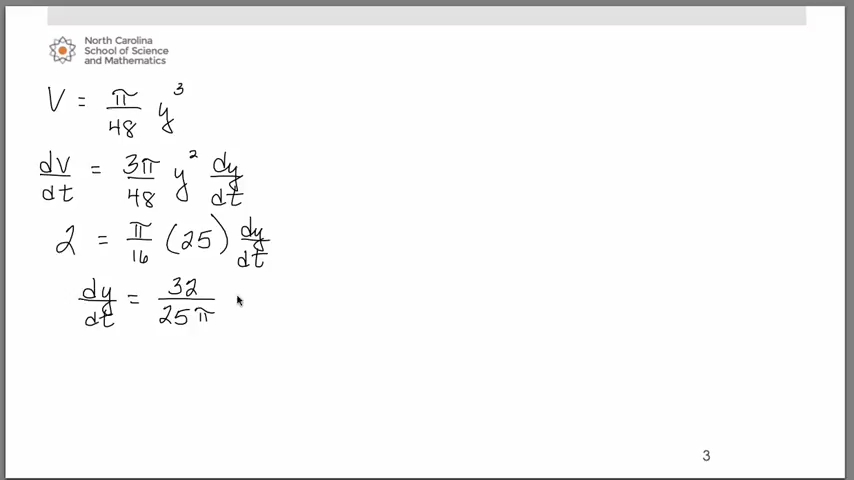 North Carolina
School of Science
and Mathematics
V = π/48 y³
dV/dt = 3π/48 y² dy/dt
2 = π/16 (25) dy/dt
dy/dt = 32/25π
3